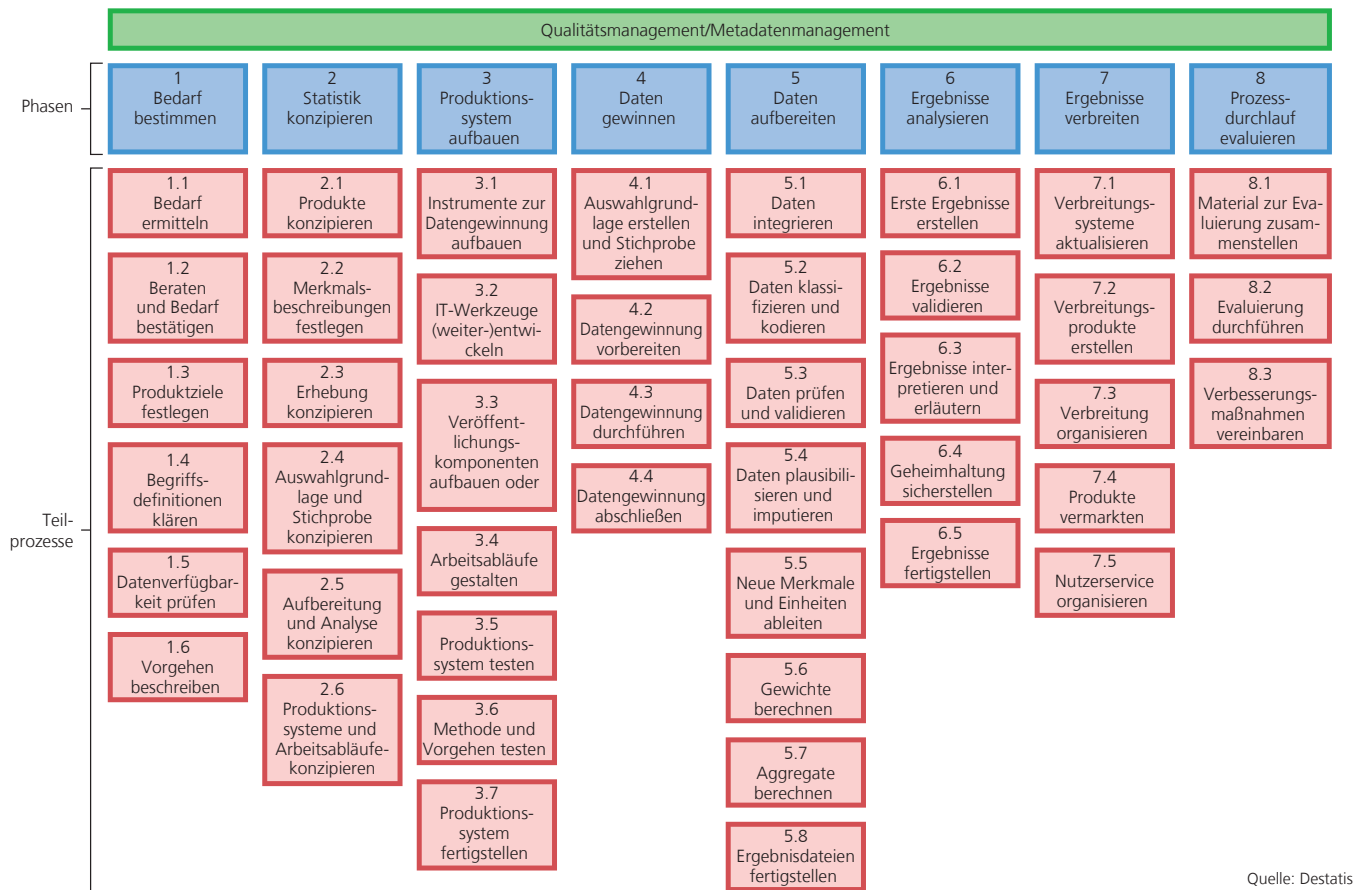 Qualitätsmanagement/Metadatenmanagement
Phasen
1
Bedarf
bestimmen
2
Statistik
konzipieren
3
Produktions-
system
aufbauen
4
Daten
gewinnen
5
Daten
aufbereiten
6
Ergebnisse
analysieren
7
Ergebnisse
verbreiten
8
Prozess-
durchlauf
evaluieren
Teil-
prozesse
1.1
Bedarf
ermitteln
1.2
Beraten
und Bedarf
bestätigen
1.3
Produktziele
festlegen
1.4
Begriffs-
definitionen
klären
1.5
Datenverfügbar-
keit prüfen
1.6
Vorgehen
beschreiben
2.1
Produkte
konzipieren
2.2
Merkmals-
beschreibungen
festlegen
2.3
Erhebung
konzipieren
2.4
Auswahlgrund-
lage und
Stichprobe
konzipieren
2.5
Aufbereitung
und Analyse
konzipieren
2.6
Produktions-
systeme und
Arbeitsabläufe-
konzipieren
3.1
Instrumente zur
Datengewinnung
aufbauen
3.2
IT-Werkzeuge
(weiter-)entwi-
ckeln
3.3
Veröffent-
lichungs-
komponenten
aufbauen oder
3.4
Arbeitsabläufe
gestalten
3.5
Produktions-
system testen
3.6
Methode und
Vorgehen testen
3.7
Produktions-
system
fertigstellen
4.1
Auswahlgrund-
lage erstellen
und Stichprobe
ziehen
4.2
Datengewinnung
vorbereiten
4.3
Datengewinnung
durchführen
4.4
Datengewinnung
abschließen
5.1
Daten
integrieren
5.2
Daten klassi-
fizieren und
kodieren
5.3
Daten prüfen
und validieren
5.4
Daten plausibili-
sieren und
imputieren
5.5
Neue Merkmale
und Einheiten
ableiten
5.6
Gewichte
berechnen
5.7
Aggregate
berechnen
5.8
Ergebnisdateien
fertigstellen
6.1
Erste Ergebnisse
erstellen
6.2
Ergebnisse
validieren
6.3
Ergebnisse inter-
pretieren und
erläutern
6.4
Geheimhaltung
sicherstellen
6.5
Ergebnisse
fertigstellen
7.1
Verbreitungs-
systeme
aktualisieren
7.2
Verbreitungs-
produkte
erstellen
7.3
Verbreitung
organisieren
7.4
Produkte
vermarkten
7.5
Nutzerservice
organisieren
8.1
Material zur Eva-
luierung zusam-
menstellen
8.2
Evaluierung
durchführen
8.3
Verbesserungs-
maßnahmen
vereinbaren
Quelle: Destatis